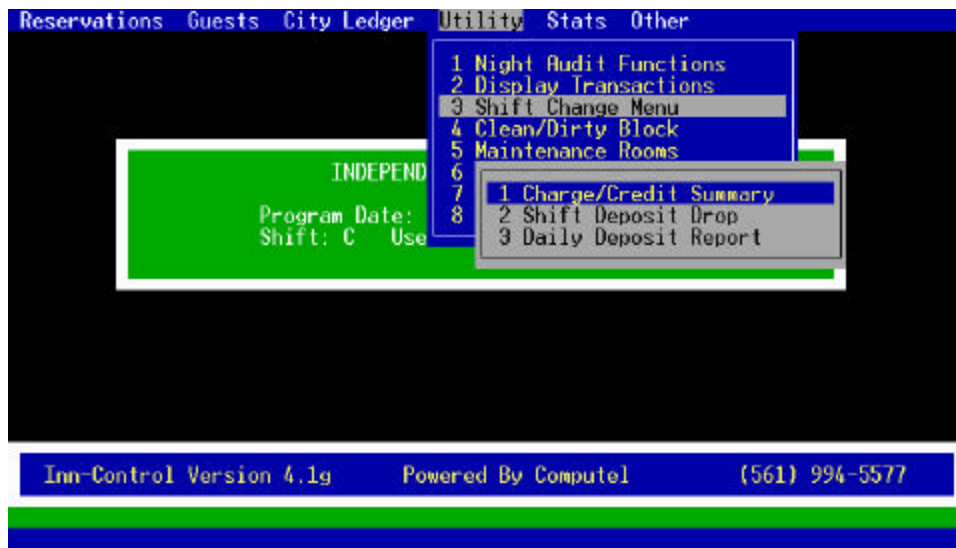 Reservations Guests City Ledger Utility Stats Other
1 Night Audit Functions
2 Display Transactions
3 Shift Change Menu
4 Clean/Dirty Block
5 Maintenance Rooms
6
7
8
1 Charge/Credit Summary
2 Shift Deposit Drop
3 Daily Deposit Report
INDEPEND
Program Date:
Shift: C Use
Inn-Control Version 4.1g Powered By Computel (561) 994-5577